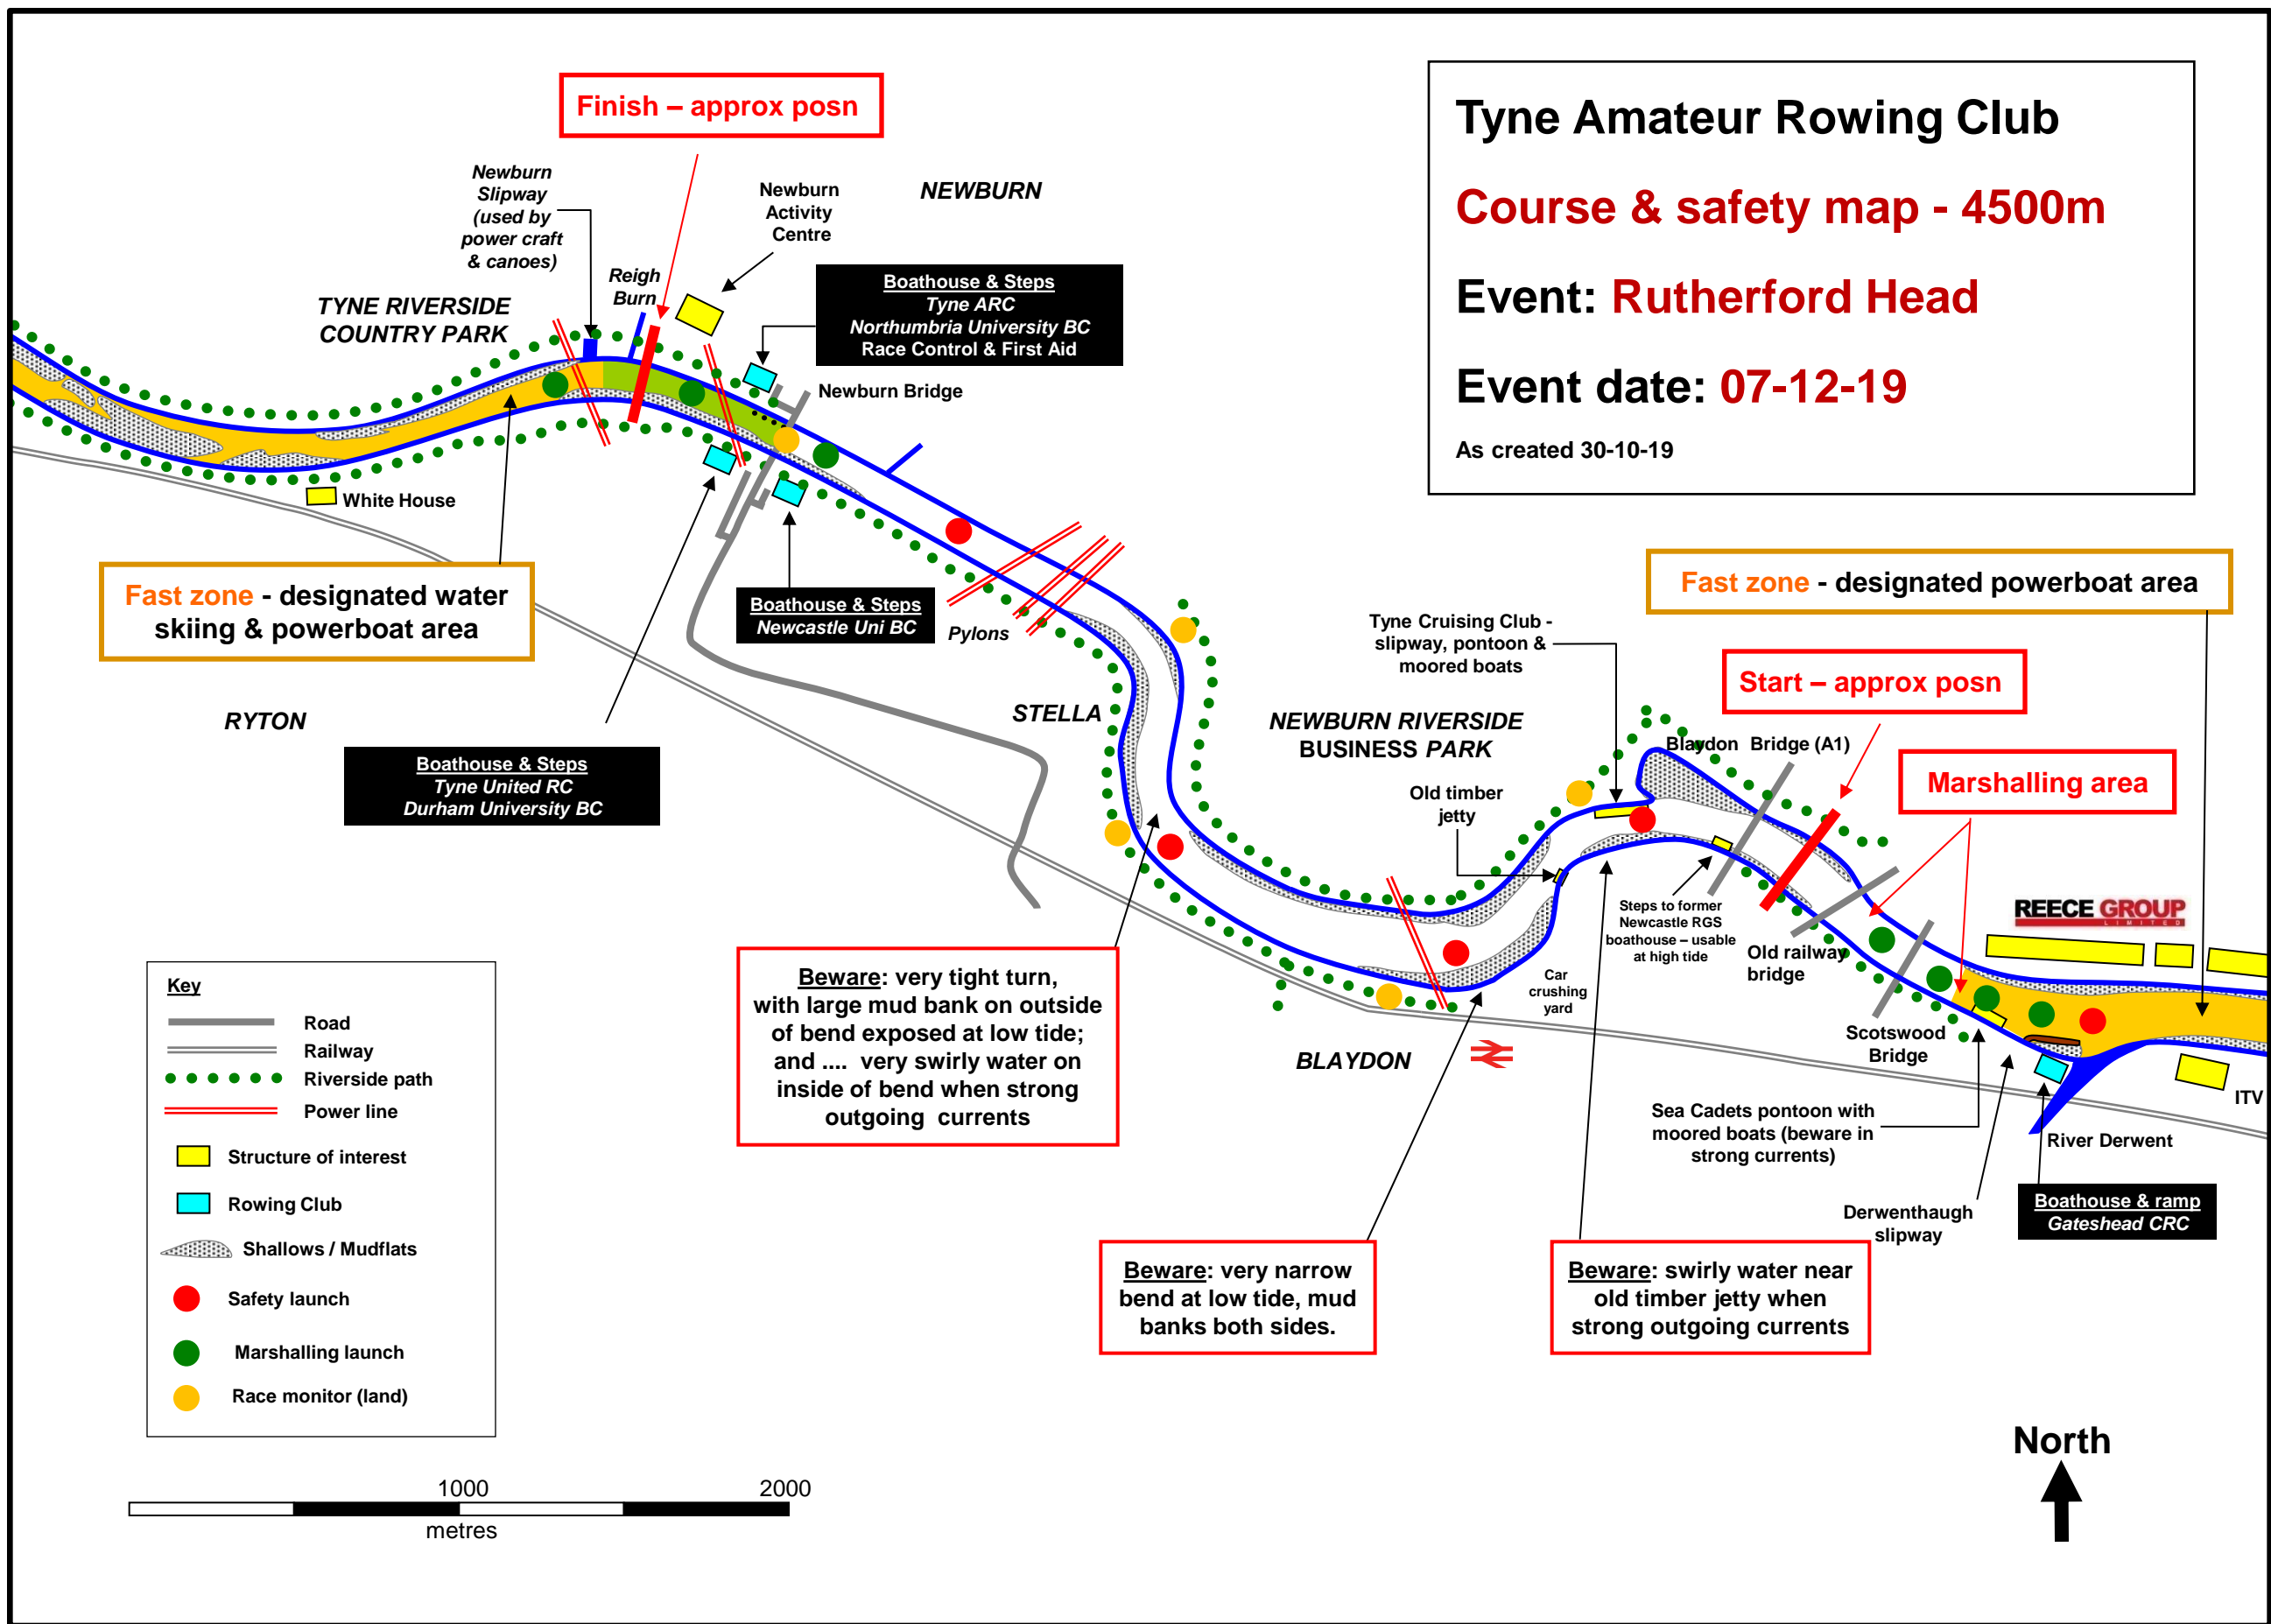 Tyne Amateur Rowing Club
Course & safety map - 4500m
Event: Rutherford Head
Event date: 07-12-19
As created 30-10-19
Finish – approx posn
Newburn
Slipway
(used by
power craft
& canoes)
Reigh
Burn
Newburn
Activity
Centre
NEWBURN
TYNE RIVERSIDE
COUNTRY PARK
Boathouse & Steps
Tyne ARC
Northumbria University BC
Race Control & First Aid
Newburn Bridge
White House
Fast zone - designated water
skiing & powerboat area
Boathouse & Steps
Newcastle Uni BC
Pylons
RYTON
STELLA
Boathouse & Steps
Tyne United RC
Durham University BC
Fast zone - designated powerboat area
Tyne Cruising Club -
slipway, pontoon &
moored boats
Start – approx posn
NEWBURN RIVERSIDE
BUSINESS PARK
Blaydon Bridge (A1)
Marshalling area
Old timber
jetty
Steps to former
Newcastle RGS
boathouse – usable
at high tide
Old railway
bridge
REECE GROUP
LIMITED
Car
crushing
yard
Scotswood
Bridge
BLAYDON
ITV
Sea Cadets pontoon with
moored boats (beware in
strong currents)
River Derwent
Derwenthaugh
slipway
Boathouse & ramp
Gateshead CRC
Beware: very tight turn,
with large mud bank on outside
of bend exposed at low tide;
and .... very swirly water on
inside of bend when strong
outgoing currents
Beware: very narrow
bend at low tide, mud
banks both sides.
Beware: swirly water near
old timber jetty when
strong outgoing currents
Key
Road
Railway
Riverside path
Power line
Structure of interest
Rowing Club
Shallows / Mudflats
Safety launch
Marshalling launch
Race monitor (land)
1000
2000
metres
North